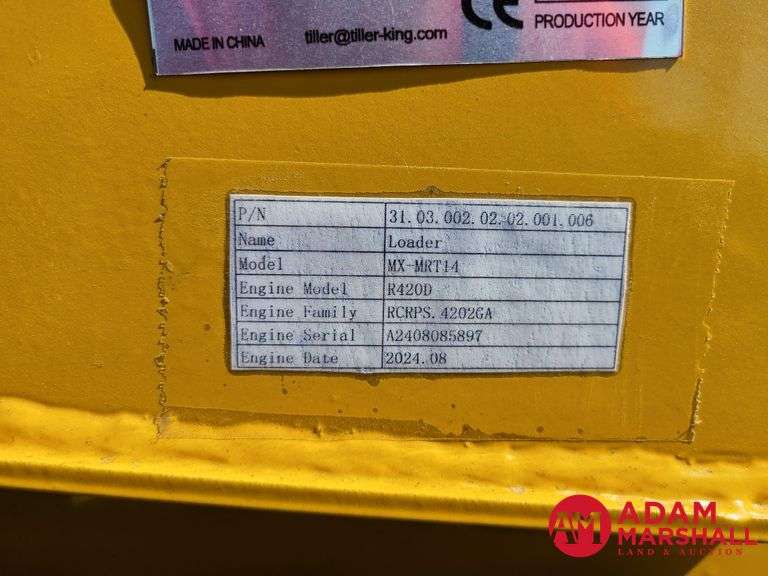 MADE IN CHINA tiller@tiller-king.com CE PRODUCTION YEAR
P/N 31.03.002.02.02.001.006
Name Loader
Model MX-MRT14
Engine Model R420D
Engine Family RCRPS.4202GA
Engine Serial A2408085897
Engine Date 2024.08
AM ADAM
MARSHALL
LAND & AUCTION